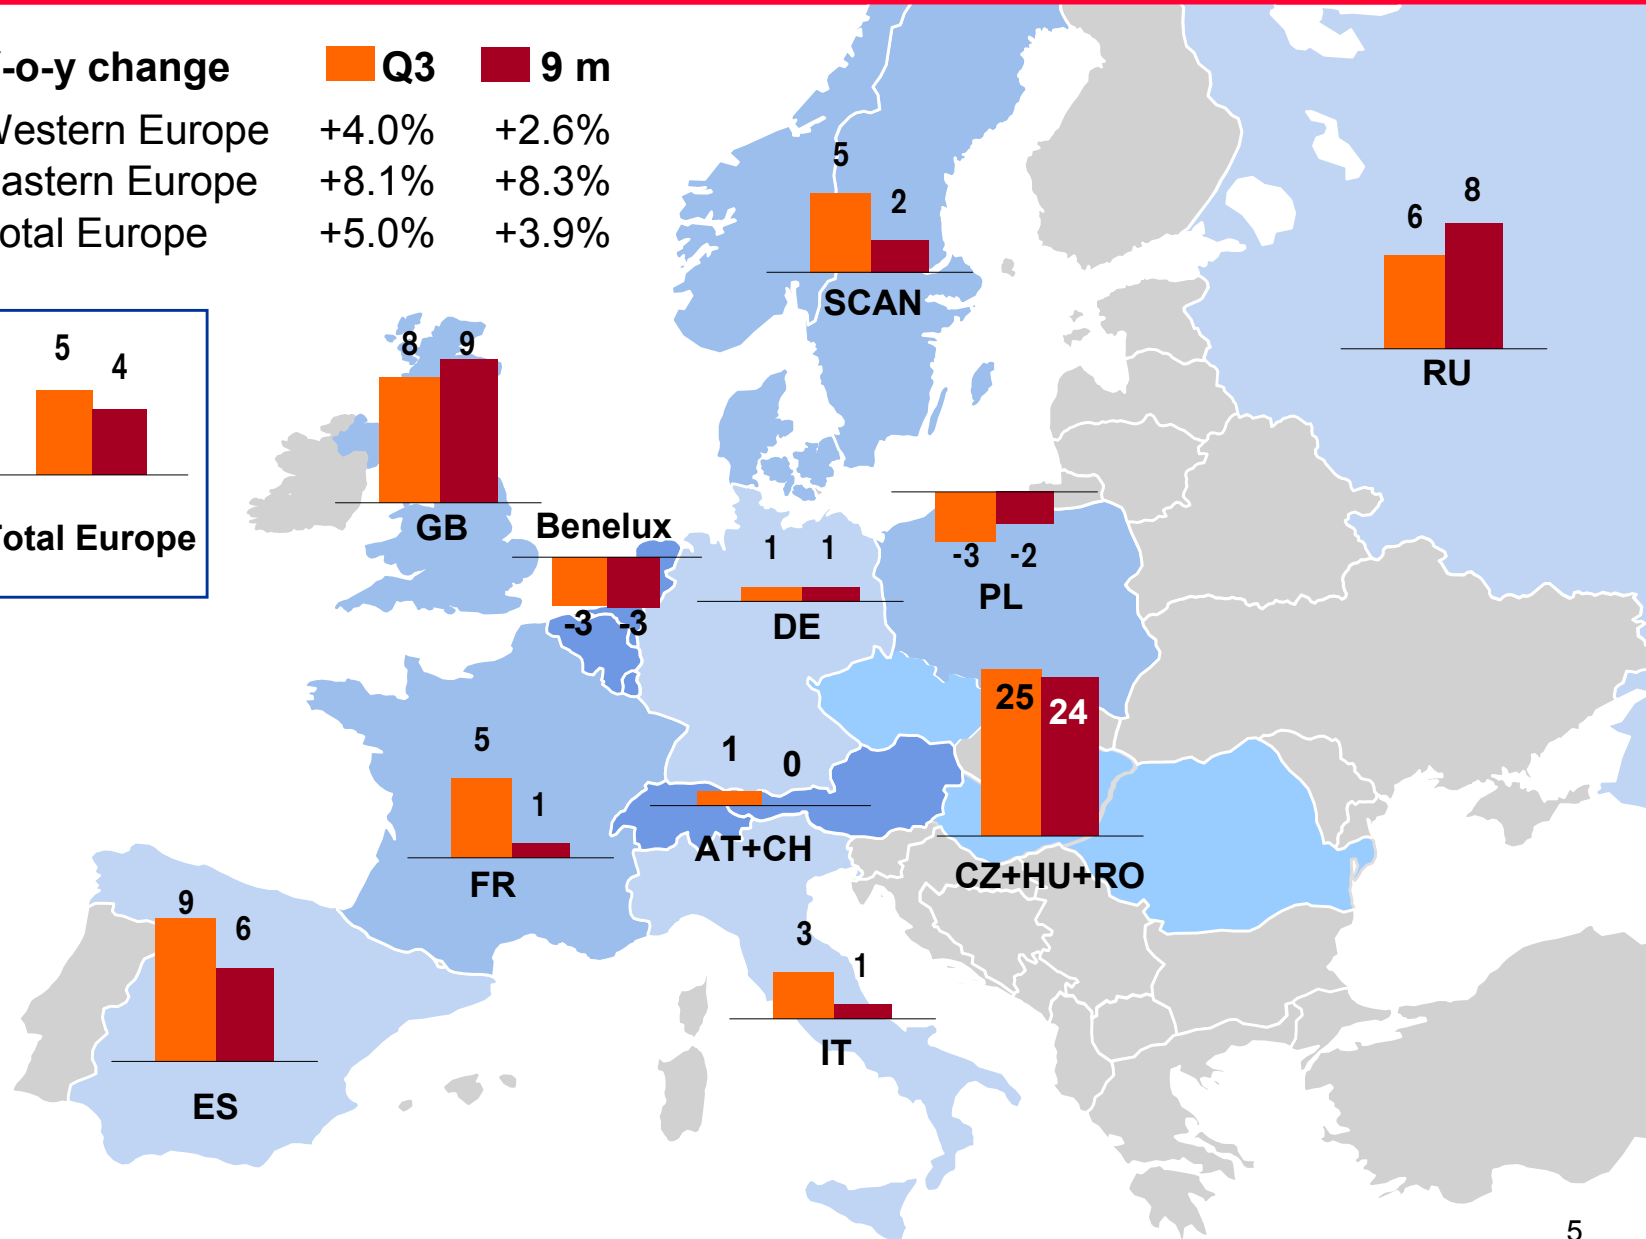 -o-y change Q3 9 m
Western Europe +4.0% +2.6%
astern Europe +8.1% +8.3%
otal Europe +5.0% +3.9%
5 4
Total Europe
5 2
SCAN
6 8
RU
8 9
GB
Benelux
-3 -3
1 1
DE
-3 -2
PL
25 24
CZ+HU+RO
5 1
FR
1 0
AT+CH
9 6
ES
3 1
IT
5